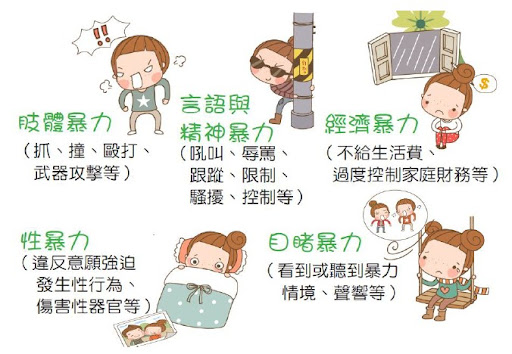 肢體暴力
（抓、撞、毆打、
武器攻擊等）
言語與
精神暴力
（吼叫、辱罵、
跟蹤、限制、
騷擾、控制等）
經濟暴力
（不給生活費、
過度控制家庭財務等）
性暴力
（違反意願強迫
發生性行為、
傷害性器官等）
目睹暴力
（看到或聽到暴力
情境、聲響等）
!!
$